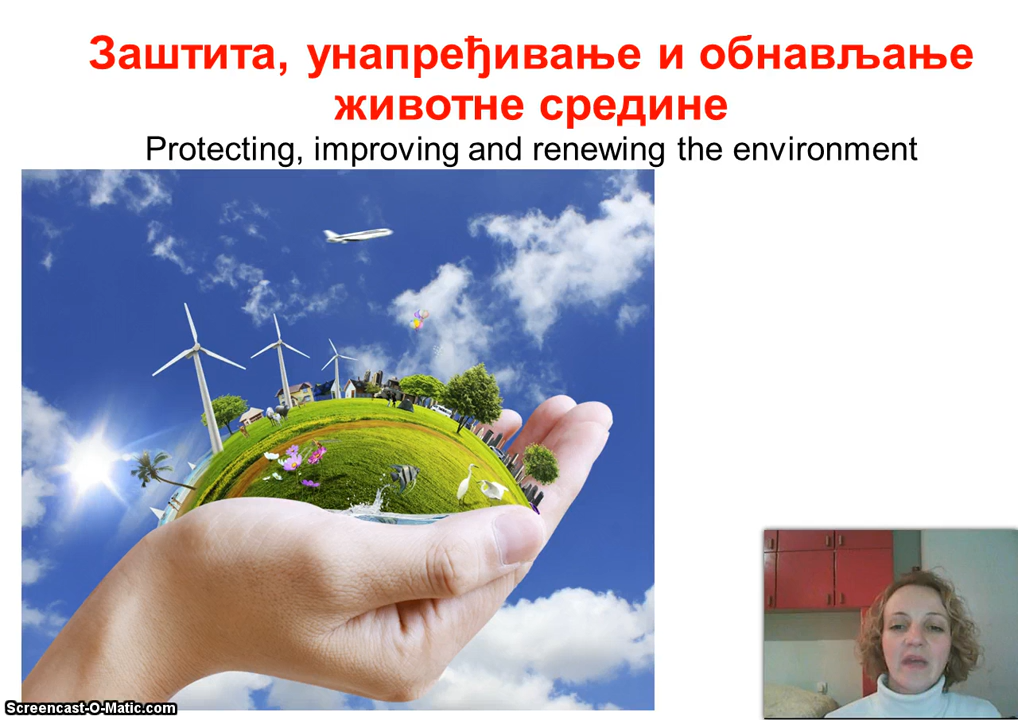 Заштита, унапређивање и обнављање
животне средине
Protecting, improving and renewing the environment
Screencast-O-Matic.com